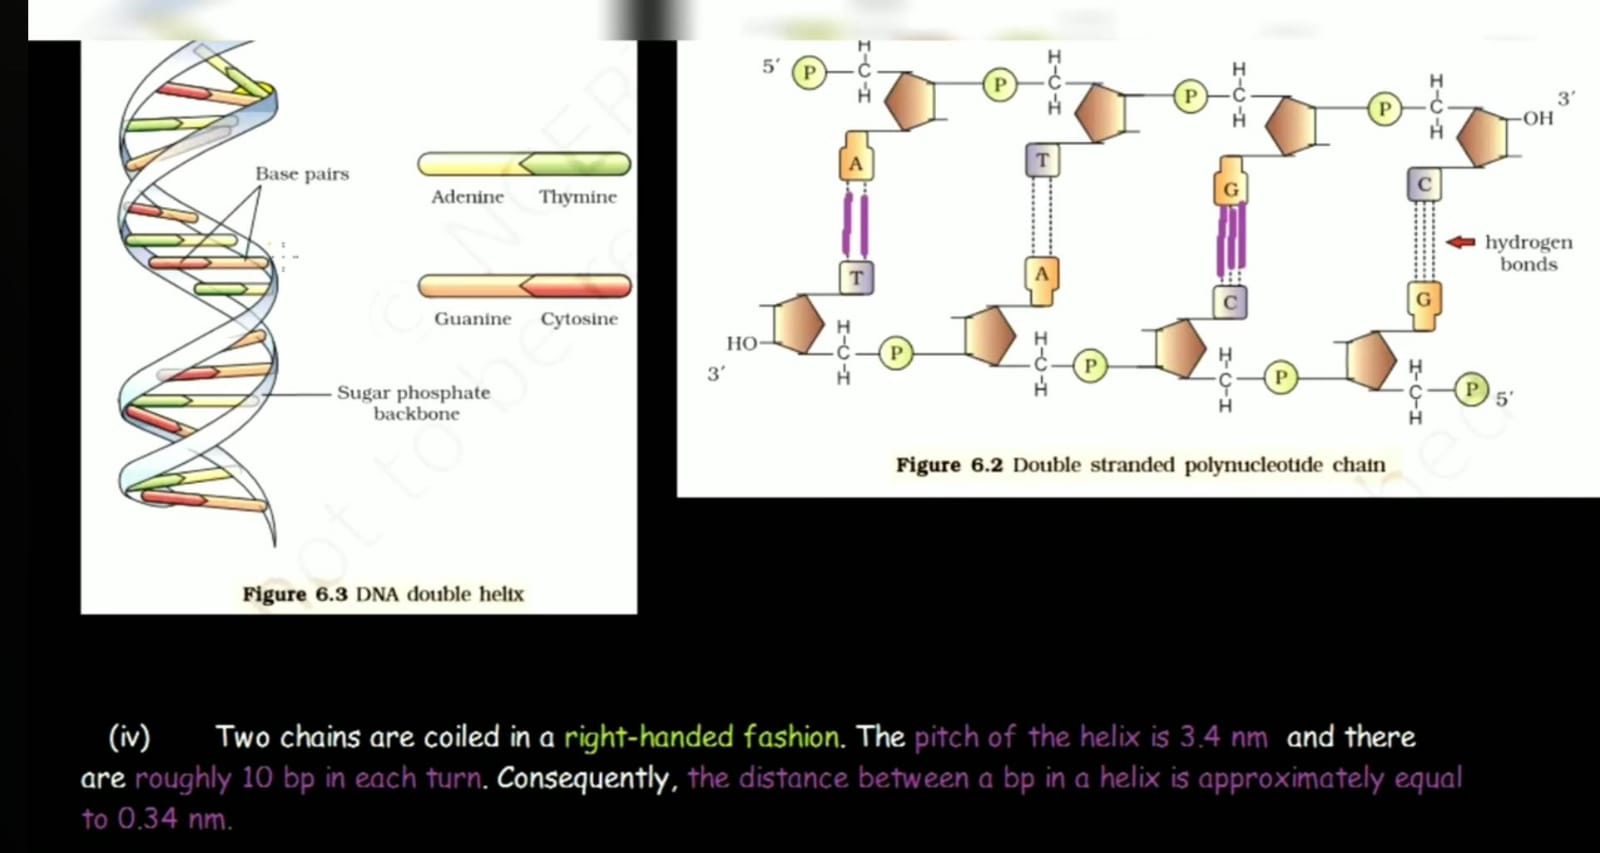 Base pairs
Adenine Thymine
Guanine Cytosine
Sugar phosphate
backbone
Figure 6.3 DNA double helix
5′ P H C H P H C H P H C H P H C H OH 3′
A T G C
hydrogen
bonds
T A C G
HO 3′ H C H P H C H P H C H P H C H P 5′
Figure 6.2 Double stranded polynucleotide chain
(iv) Two chains are coiled in a right-handed fashion. The pitch of the helix is 3.4 nm and there
are roughly 10 bp in each turn. Consequently, the distance between a bp in a helix is approximately equal
to 0.34 nm.